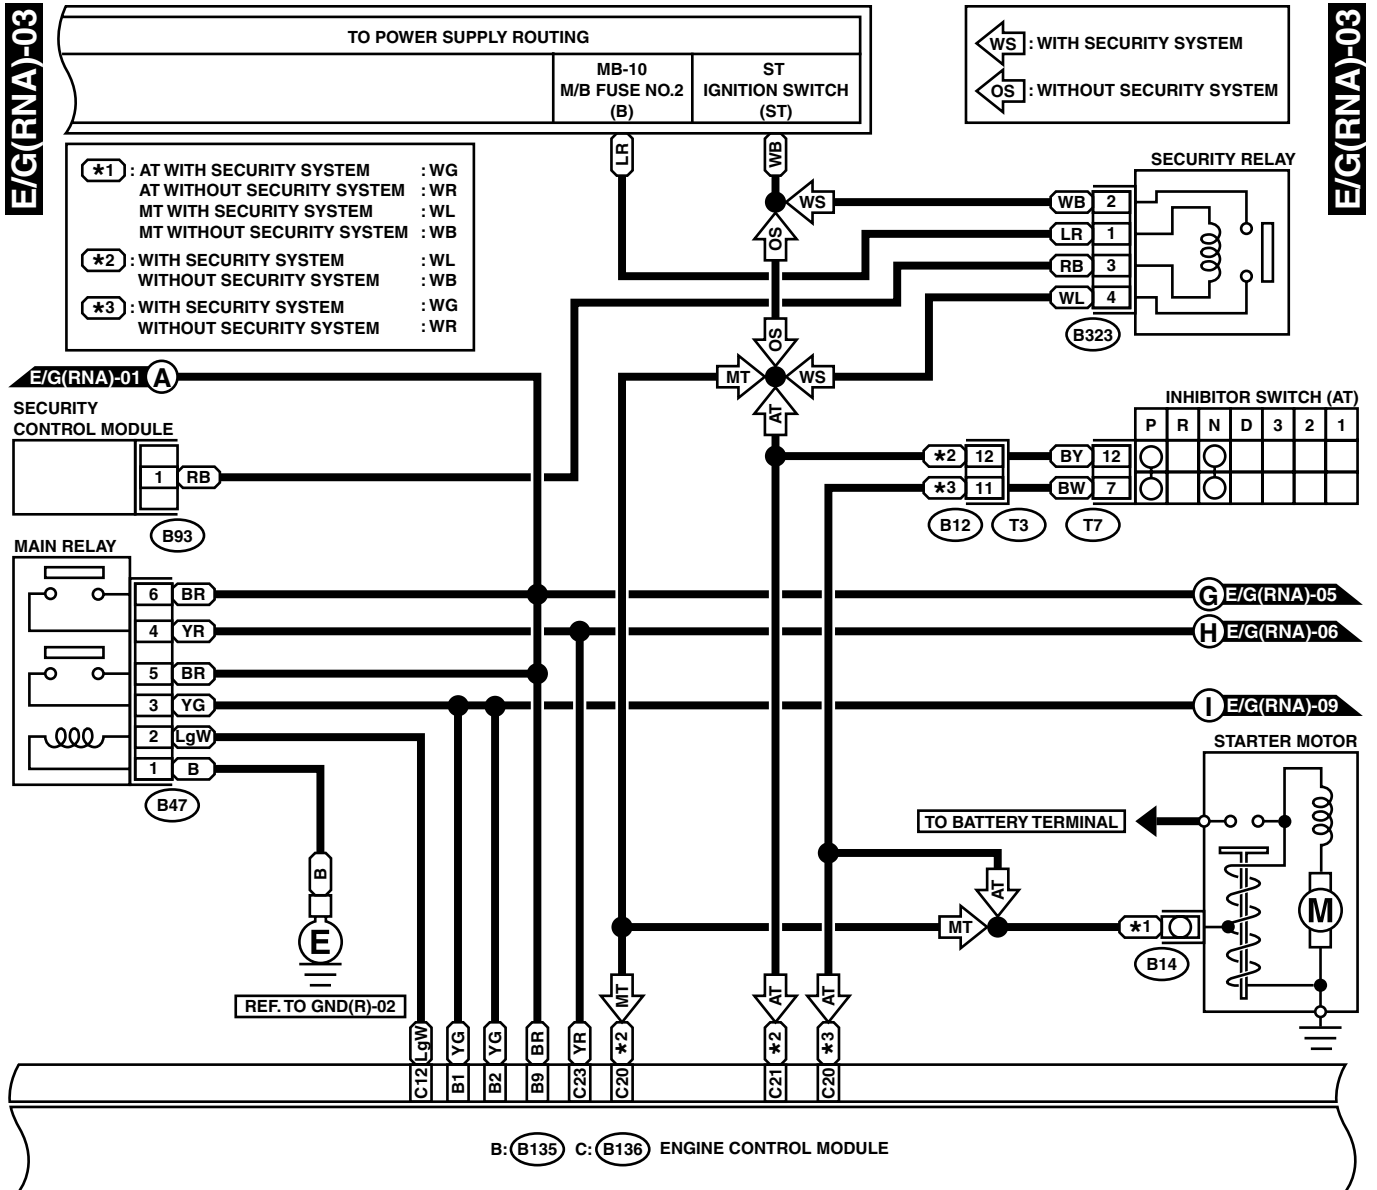 E/G(RNA)-03
E/G(RNA)-03
TO POWER SUPPLY ROUTING
MB-10
M/B FUSE NO.2
(B)
ST
IGNITION SWITCH
(ST)
WS : WITH SECURITY SYSTEM
OS : WITHOUT SECURITY SYSTEM
LR
WB
*1 : AT WITH SECURITY SYSTEM : WG
AT WITHOUT SECURITY SYSTEM : WR
MT WITH SECURITY SYSTEM : WL
MT WITHOUT SECURITY SYSTEM : WB
*2 : WITH SECURITY SYSTEM : WL
WITHOUT SECURITY SYSTEM : WB
*3 : WITH SECURITY SYSTEM : WG
WITHOUT SECURITY SYSTEM : WR
SECURITY RELAY
WS
WB 2
LR 1
RB 3
WL 4
B323
OS
OS
MT
WS
AT
E/G(RNA)-01 A
SECURITY
CONTROL MODULE
1 RB
B93
INHIBITOR SWITCH (AT)
P R N D 3 2 1
*2 12 BY 12
*3 11 BW 7
B12 T3 T7
MAIN RELAY
6 BR
4 YR
5 BR
3 YG
2 LgW
1 B
B47
G E/G(RNA)-05
H E/G(RNA)-06
I E/G(RNA)-09
STARTER MOTOR
TO BATTERY TERMINAL
M
AT
MT
*1
B14
B
E
REF. TO GND(R)-02
MT
AT
AT
LgW YG YG BR YR *2 *2 *3
C12 B1 B2 B9 C23 C20 C21 C20
B: B135 C: B136 ENGINE CONTROL MODULE